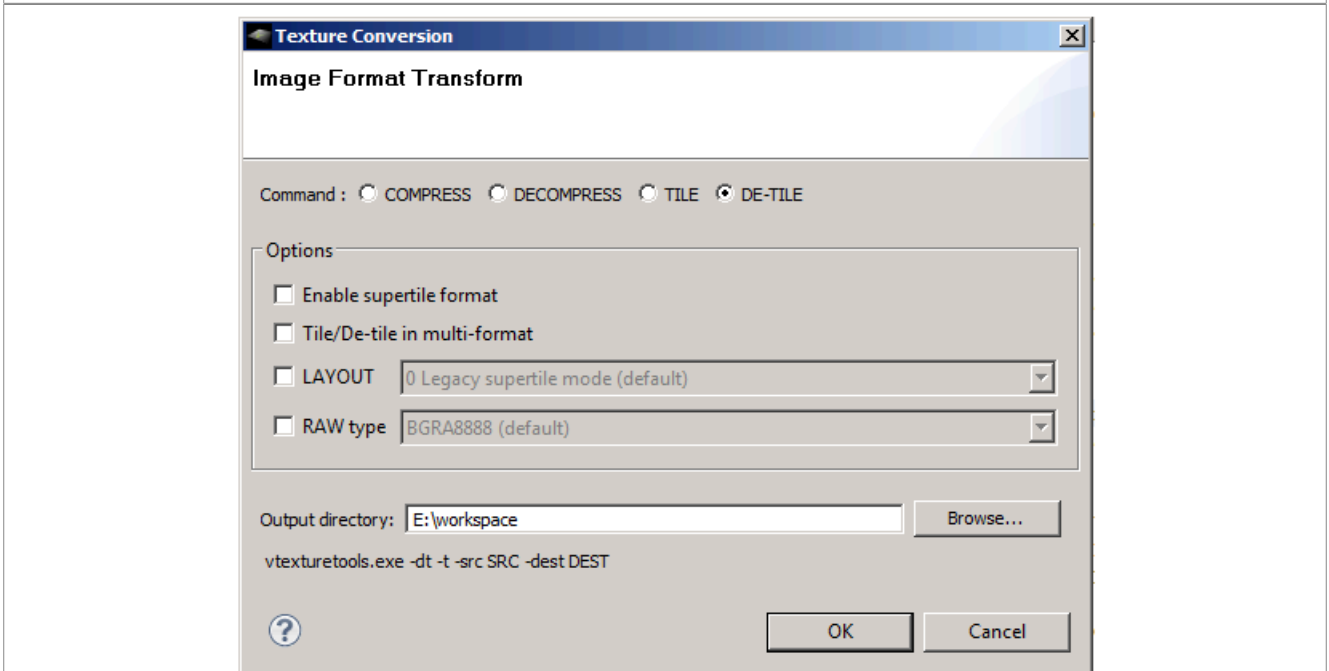 Texture Conversion
Image Format Transform
Command : COMPRESS DECOMPRESS TILE DE-TILE
Options
Enable supertile format
Tile/De-tile in multi-format
LAYOUT 0 Legacy supertile mode (default)
RAW type BGRA8888 (default)
Output directory: E:\workspace Browse...
vtexturetools.exe -dt -t -src SRC -dest DEST
? OK Cancel